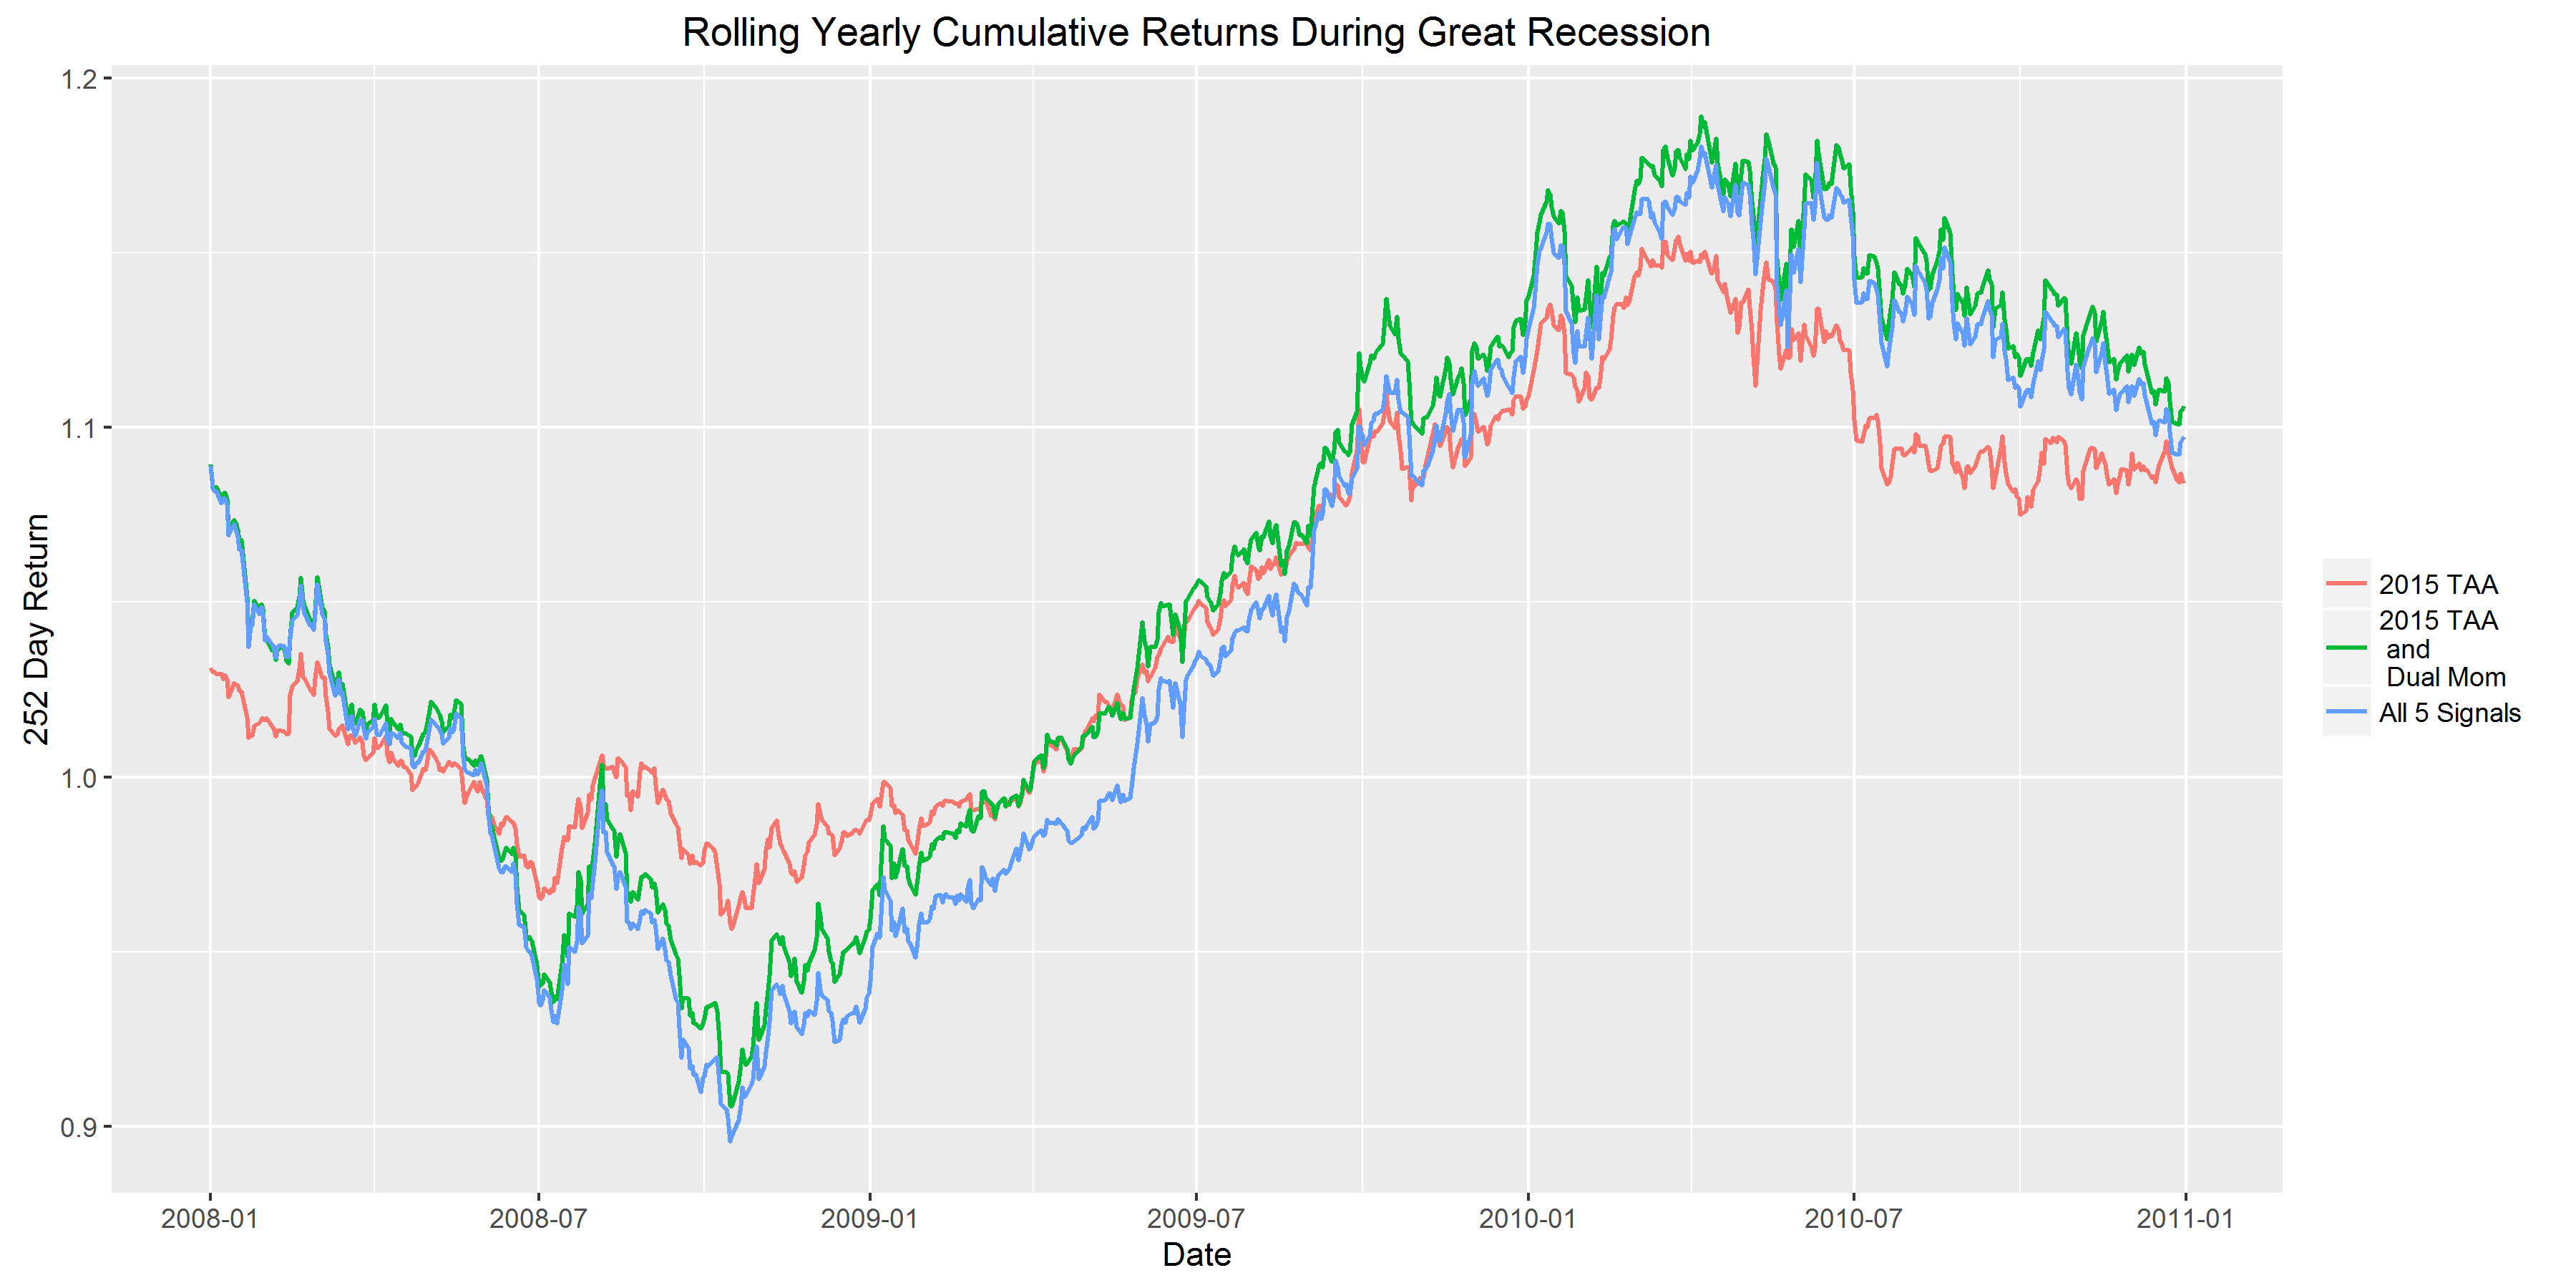 Rolling Yearly Cumulative Returns During Great Recession
1.2
1.1
1.0
0.9
252 Day Return
2008-01
2008-07
2009-01
2009-07
2010-01
2010-07
2011-01
Date
2015 TAA
2015 TAA
and
Dual Mom
All 5 Signals